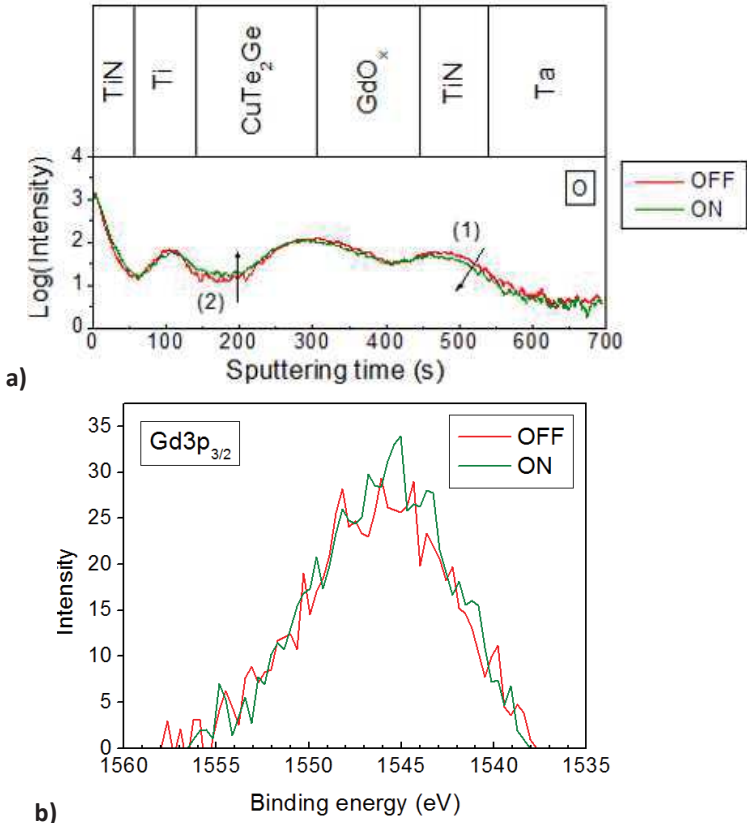 TiN Ti CuTe₂Ge GdOₓ TiN Ta
4
3
2
1
0
Log(Intensity)
O
(1)
(2)
OFF
ON
0 100 200 300 400 500 600 700
Sputtering time (s)
a)
35
30
25
20
15
10
5
0
Intensity
Gd3p3/2
OFF
ON
1560 1555 1550 1545 1540 1535
Binding energy (eV)
b)